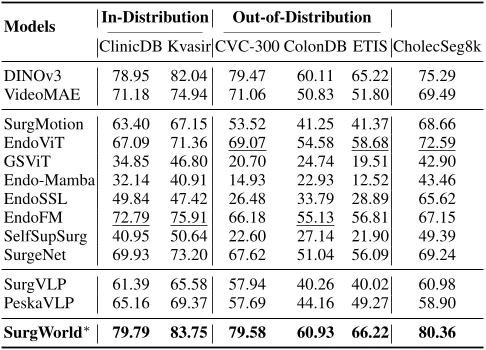 Models In-Distribution Out-of-Distribution
ClinicDB Kvasir CVC-300 ColonDB ETIS CholecSeg8k
DINOv3 78.95 82.04 79.47 60.11 65.22 75.29
VideoMAE 71.18 74.94 71.06 50.83 51.80 69.49
SurgMotion 63.40 67.15 53.52 41.25 41.37 68.66
EndoViT 67.09 71.36 69.07 54.58 58.68 72.59
GSViT 34.85 46.80 20.70 24.74 19.51 42.90
Endo-Mamba 32.14 40.91 14.93 22.93 12.52 43.46
EndoSSL 49.84 47.42 26.48 33.79 28.89 65.62
EndoFM 72.79 75.91 66.18 55.13 56.81 67.15
SelfSupSurg 40.95 50.64 22.60 27.14 21.90 49.39
SurgeNet 69.93 73.20 67.62 51.04 56.09 69.24
SurgVLP 61.39 65.58 57.94 40.26 40.02 60.98
PeskaVLP 65.16 69.37 57.69 44.16 49.27 58.90
SurgWorld* 79.79 83.75 79.58 60.93 66.22 80.36